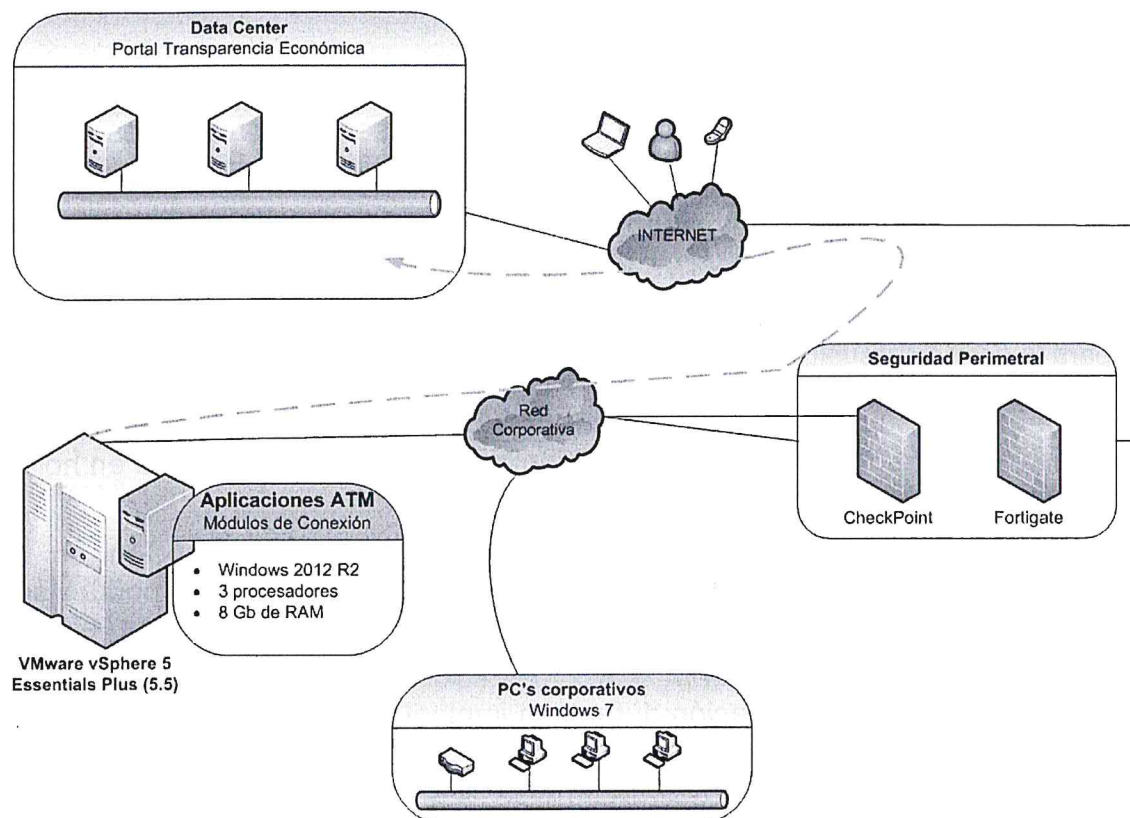 Data Center
Portal Transparencia Económica
INTERNET
Seguridad Perimetral
Red
Corporativa
CheckPoint
Fortigate
Aplicaciones ATM
Módulos de Conexión
• Windows 2012 R2
• 3 procesadores
• 8 Gb de RAM
VMware vSphere 5
Essentials Plus (5.5)
PC's corporativos
Windows 7